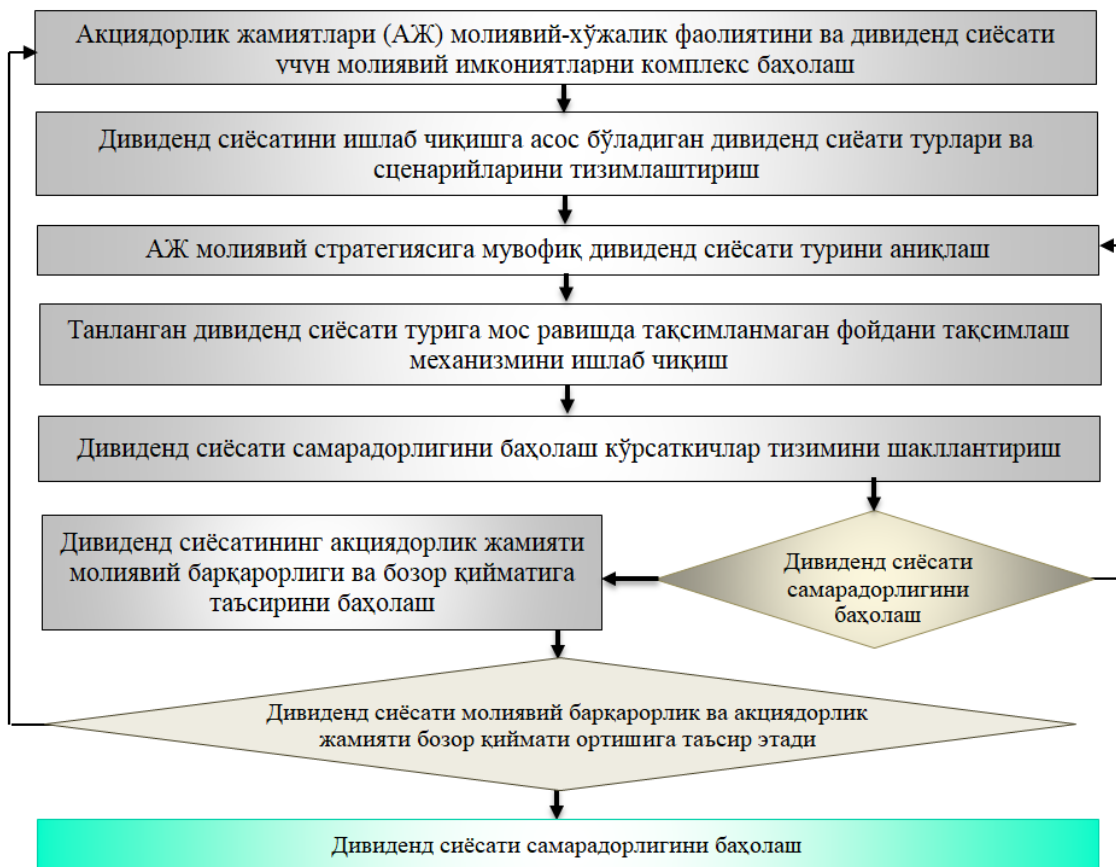 Акциядорлик жамиятлари (АЖ) молиявий-хўжалик фаолиятини ва дивиденд сиёсати
учун молиявий имкониятларни комплекс баҳолаш
Дивиденд сиёсатини ишлаб чиқишга асос бўладиган дивиденд сиёати турлари ва
сценарийларини тизимлаштириш
АЖ молиявий стратегиясига мувофиқ дивиденд сиёсати турини аниқлаш
Танланган дивиденд сиёсати турига мос равишда тақсимланмаган фойдани тақсимлаш
механизмини ишлаб чиқиш
Дивиденд сиёсати самарадорлигини баҳолаш кўрсаткичлар тизимини шакллантириш
Дивиденд сиёсатининг акциядорлик жамияти
молиявий барқарорлиги ва бозор қийматига
таъсирини баҳолаш
Дивиденд сиёсати
самарадорлигини
баҳолаш
Дивиденд сиёсати молиявий барқарорлик ва акциядорлик
жамияти бозор қиймати ортишига таъсир этади
Дивиденд сиёсати самарадорлигини баҳолаш